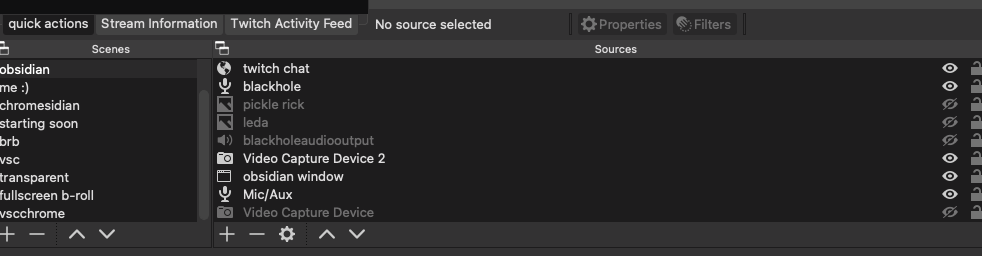 quick actions Stream Information Twitch Activity Feed No source selected Properties Filters
Scenes Sources
obsidian
me :)
chromesidian
starting soon
brb
vsc
transparent
fullscreen b-roll
vscchrome
twitch chat
blackhole
pickle rick
leda
blackholeaudiooutput
Video Capture Device 2
obsidian window
Mic/Aux
Video Capture Device